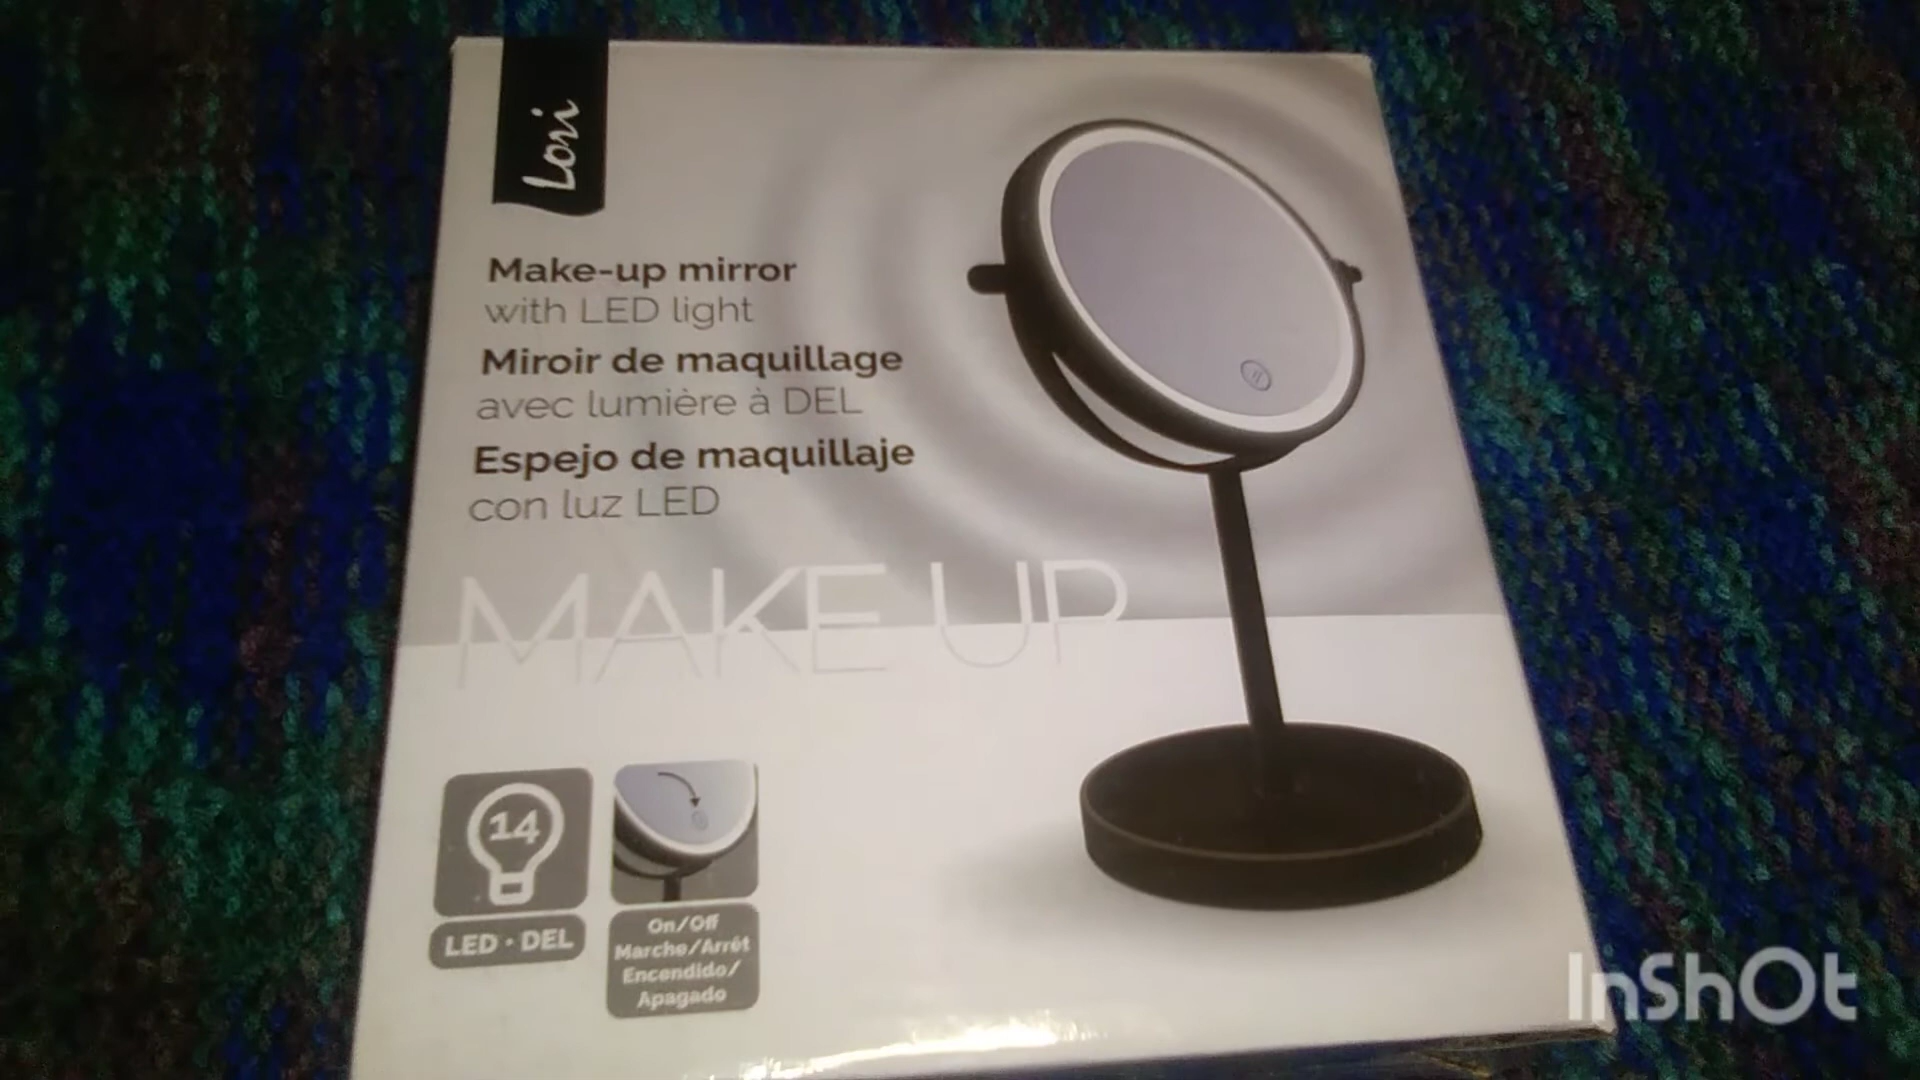 Lori
Make-up mirror
with LED light
Miroir de maquillage
avec lumière à DEL
Espejo de maquillaje
con luz LED
MAKE UP
14
LED • DEL
On/Off
Marche/Arrêt
Encendido/
Apagado
InShOt